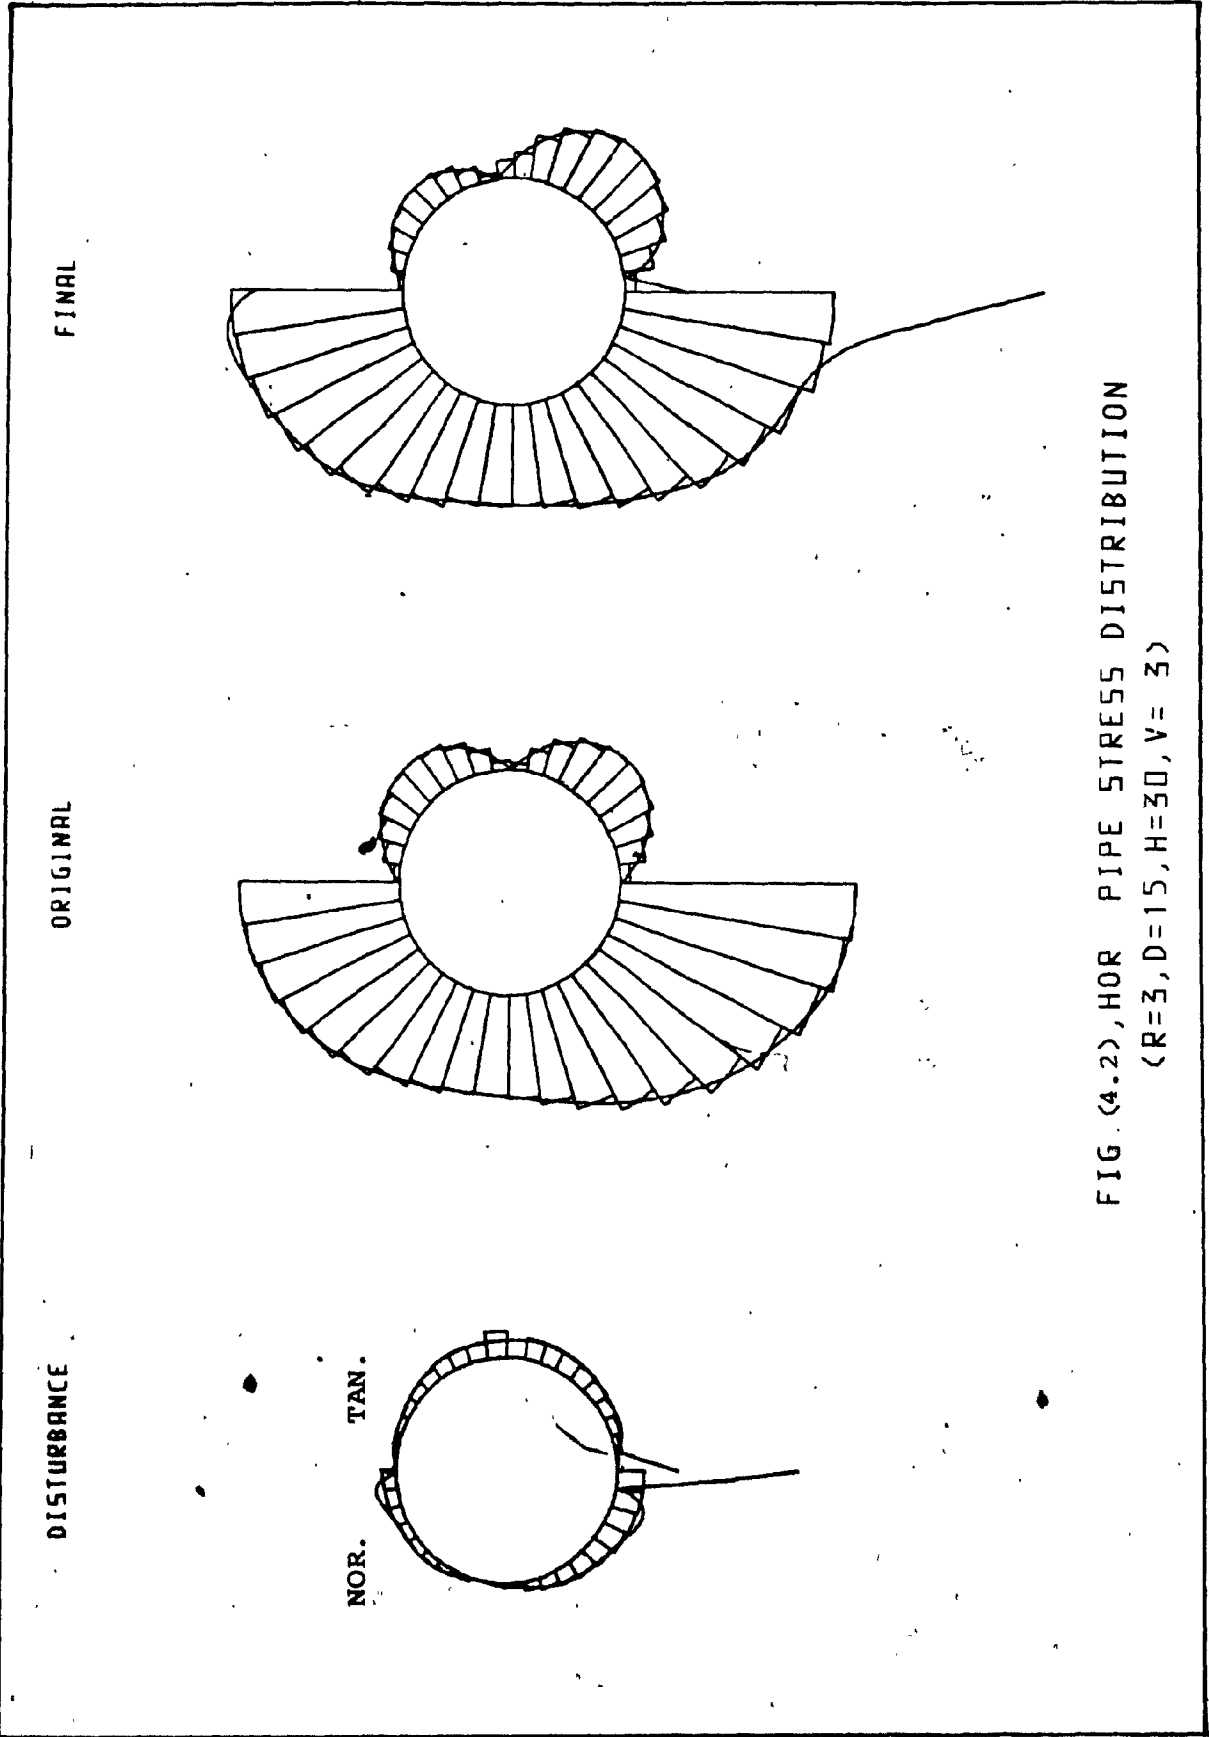 DISTURBANCE
ORIGINAL
FINAL
NOR.
TAN.
FIG.(4.2),HOR PIPE STRESS DISTRIBUTION
(R=3,D=15,H=30,V= 3)